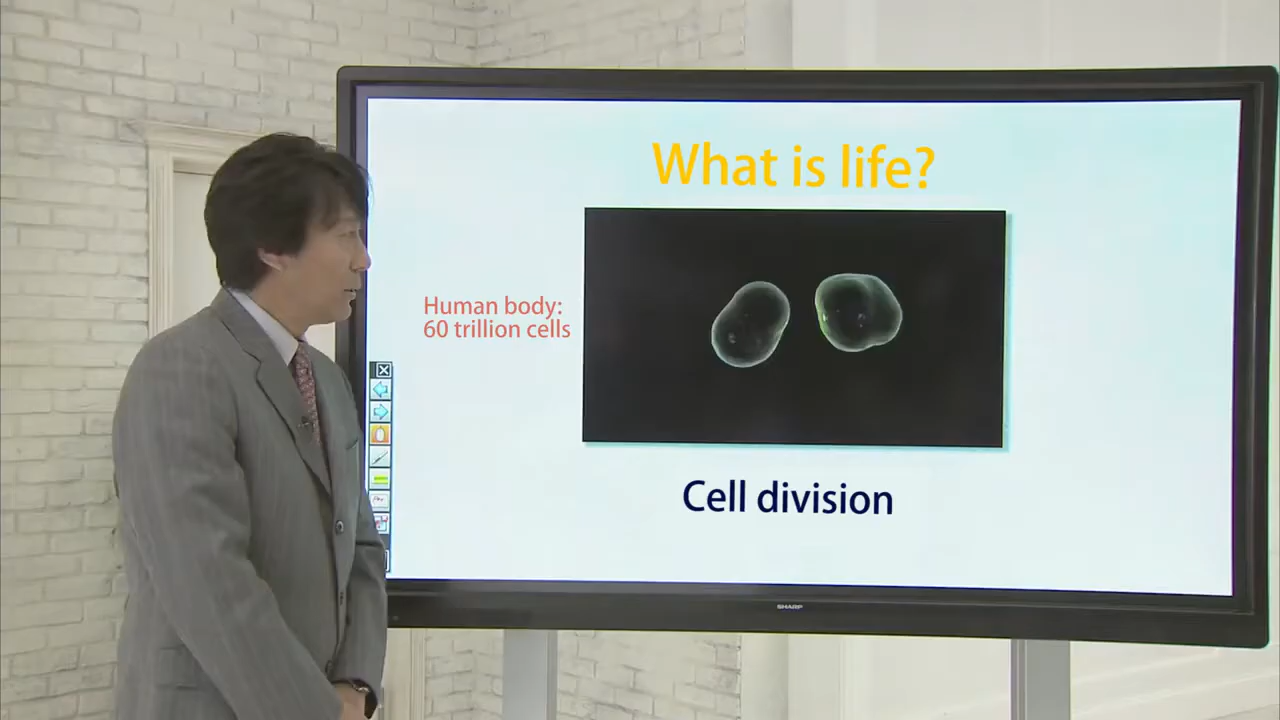 What is life?
Human body:
60 trillion cells
Cell division
SHARP